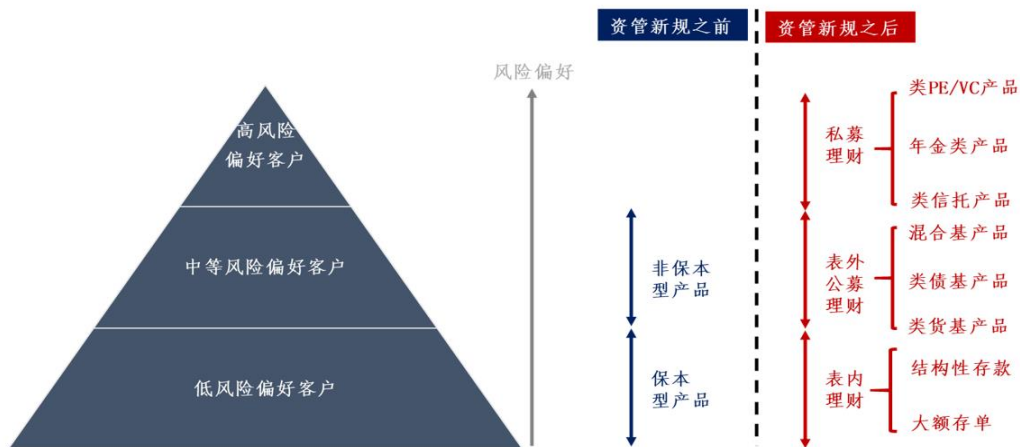 资管新规之前
资管新规之后
风险偏好
高风险
偏好客户
中等风险偏好客户
低风险偏好客户
非保本
型产品
保本
型产品
私募
理财
类PE/VC产品
年金类产品
类信托产品
表外
公募
理财
混合基产品
类债基产品
类货基产品
表内
理财
结构性存款
大额存单